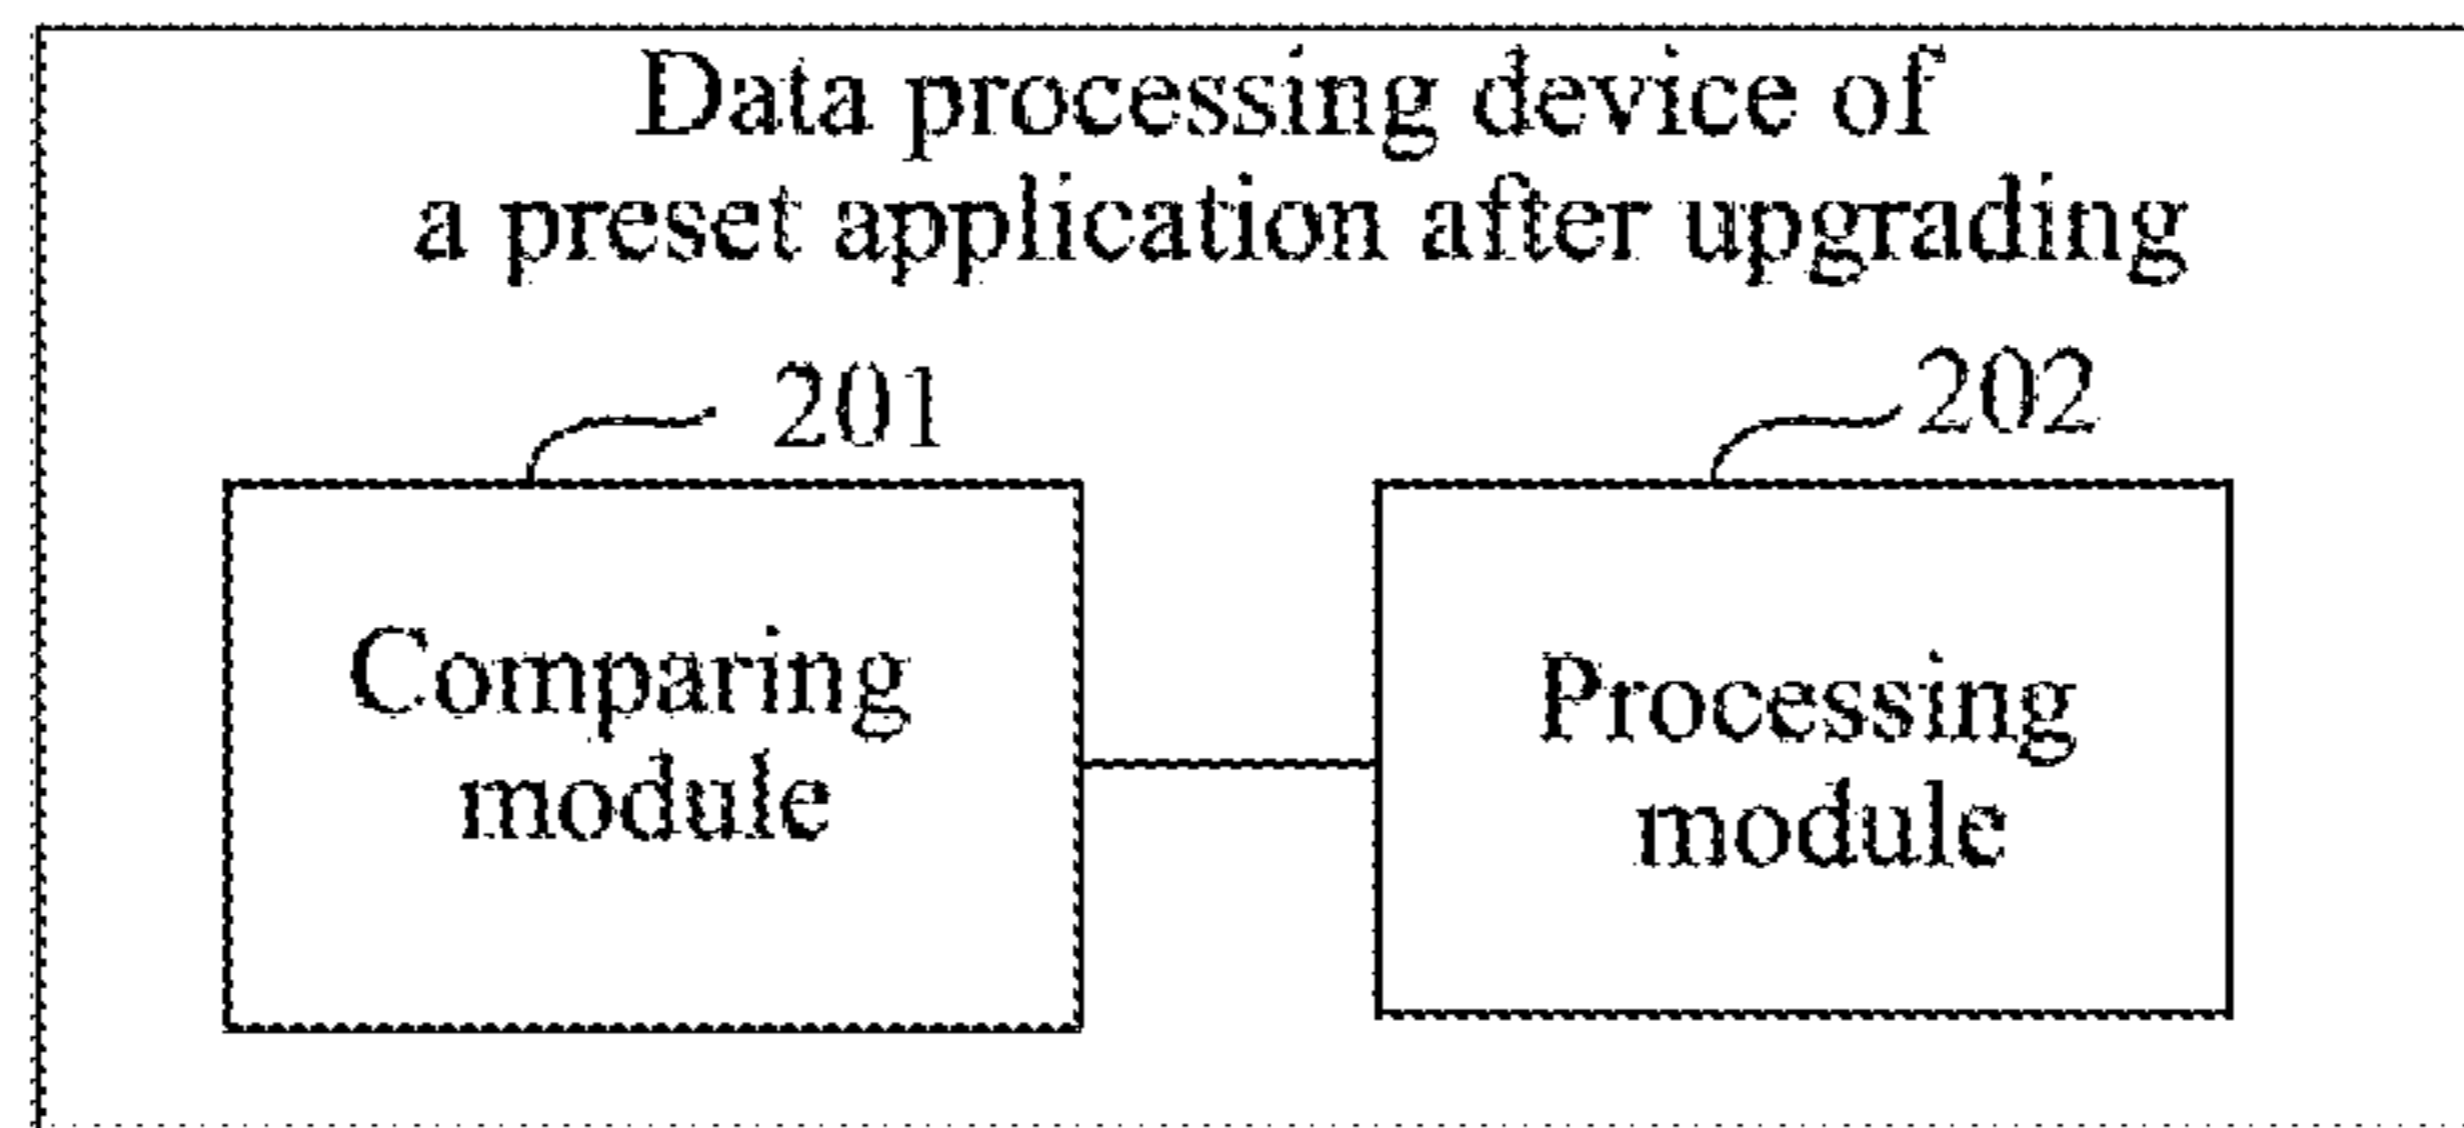 Data processing device of
a preset application after upgrading
201
202
Comparing
module
Processing
module